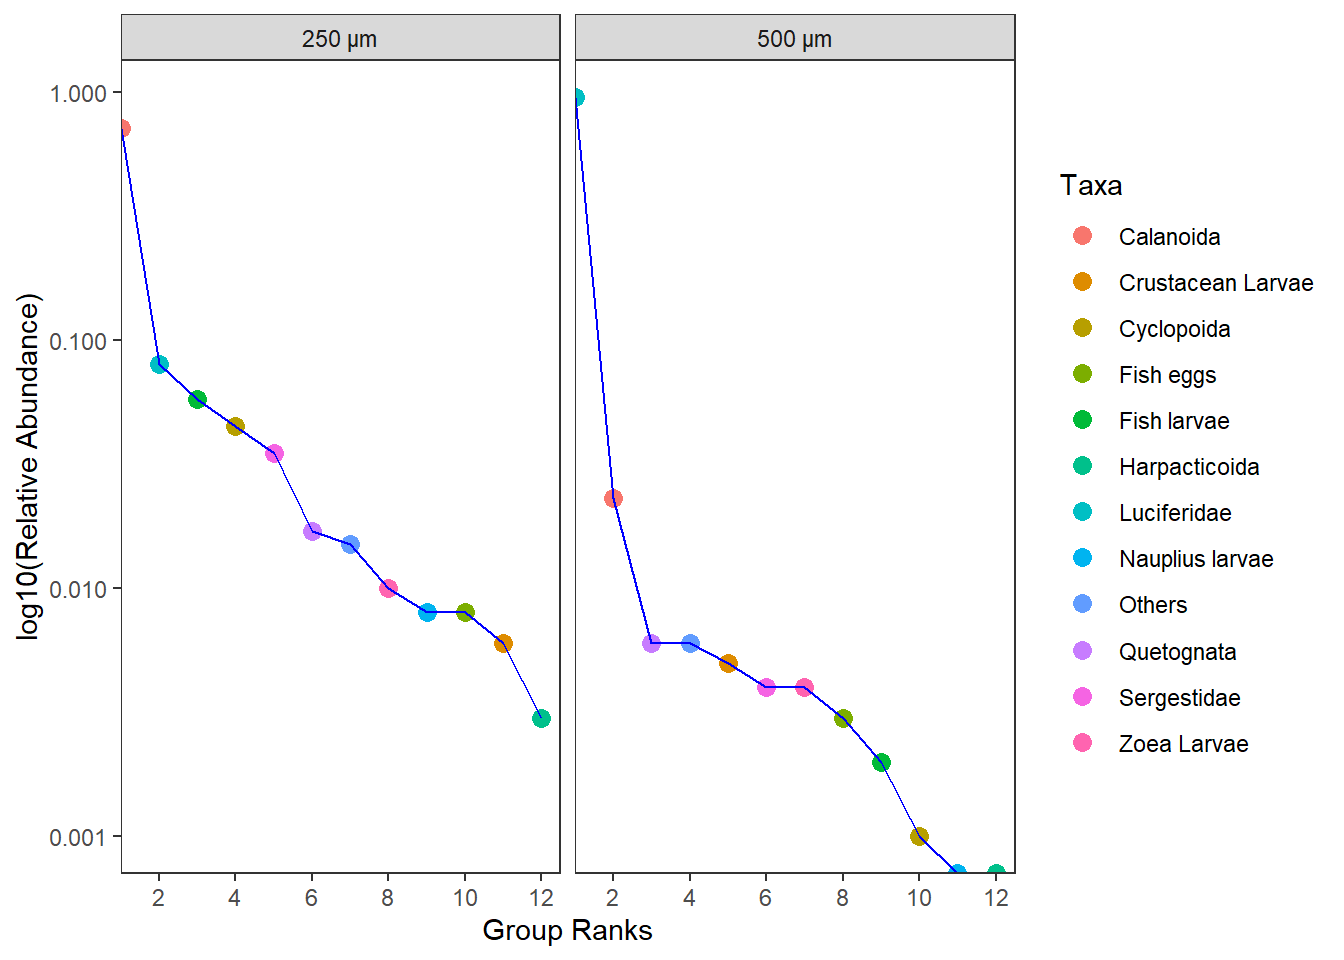 250 µm
500 µm
1.000
0.100
0.010
0.001
log10(Relative Abundance)
2 4 6 8 10 12
2 4 6 8 10 12
Group Ranks
Taxa
Calanoida
Crustacean Larvae
Cyclopoida
Fish eggs
Fish larvae
Harpacticoida
Luciferidae
Nauplius larvae
Others
Quetognata
Sergestidae
Zoea Larvae